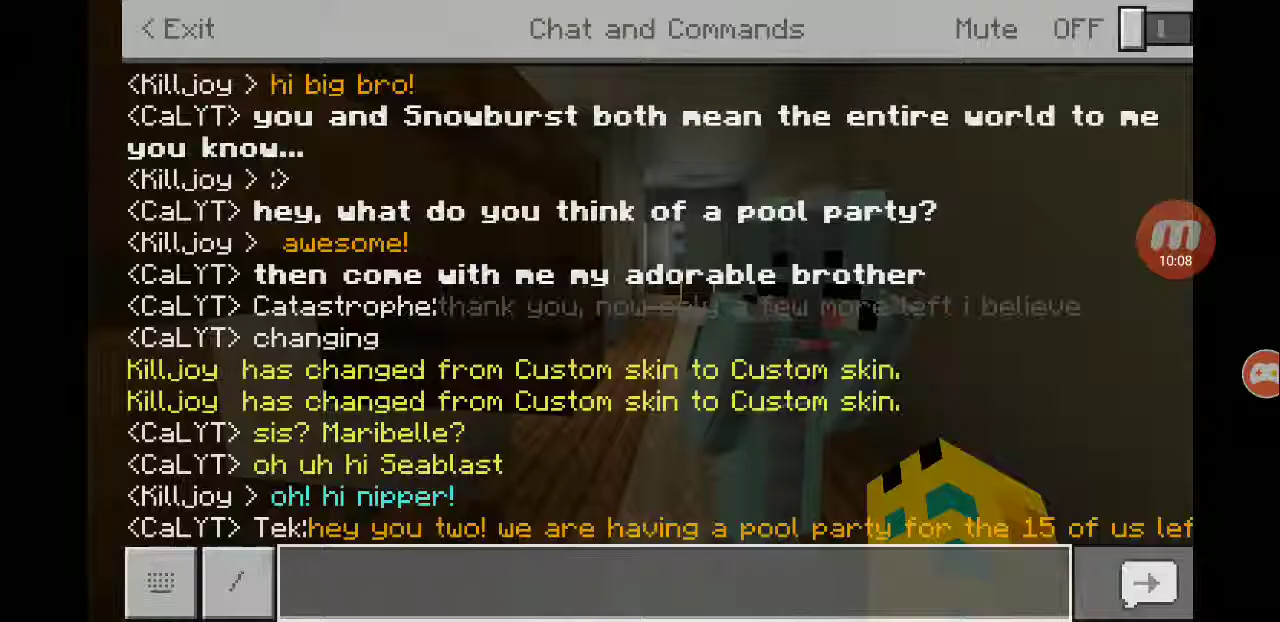 < Exit Chat and Commands Mute OFF
<Killjoy > hi big bro!
<CaLYT> you and Snowburst both mean the entire world to me
you know...
<Killjoy > :>
<CaLYT> hey, what do you think of a pool party?
<Killjoy > awesome!
<CaLYT> then come with me my adorable brother
<CaLYT> Catastrophe:thank you, now only a few more left i believe
<CaLYT> changing
Killjoy has changed from Custom skin to Custom skin.
Killjoy has changed from Custom skin to Custom skin.
<CaLYT> sis? Maribelle?
<CaLYT> oh uh hi Seablast
<Killjoy > oh! hi nipper!
<CaLYT> Tek:hey you two! we are having a pool party for the 15 of us lef
/
10:08